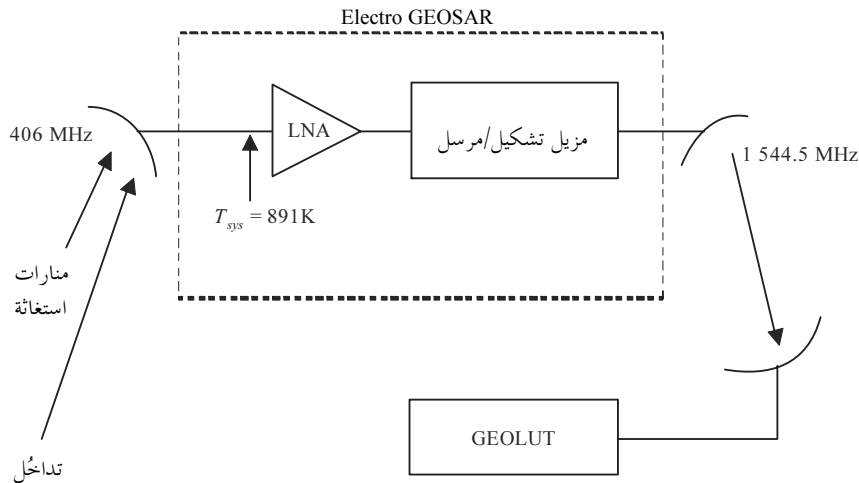 Electro GEOSAR
406 MHz
LNA
مزيل تشكيل/مرسل
1 544.5 MHz
Tsys = 891K
منارات
استغاثة
GEOLUT
تداخُل